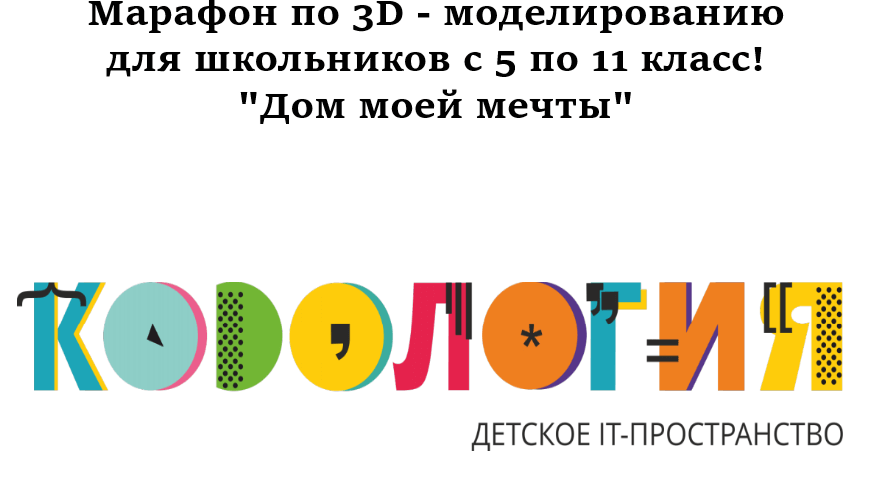 Марафон по 3D - моделированию
для школьников с 5 по 11 класс!
"Дом моей мечты"
КОДОЛОГИЯ
ДЕТСКОЕ IT-ПРОСТРАНСТВО